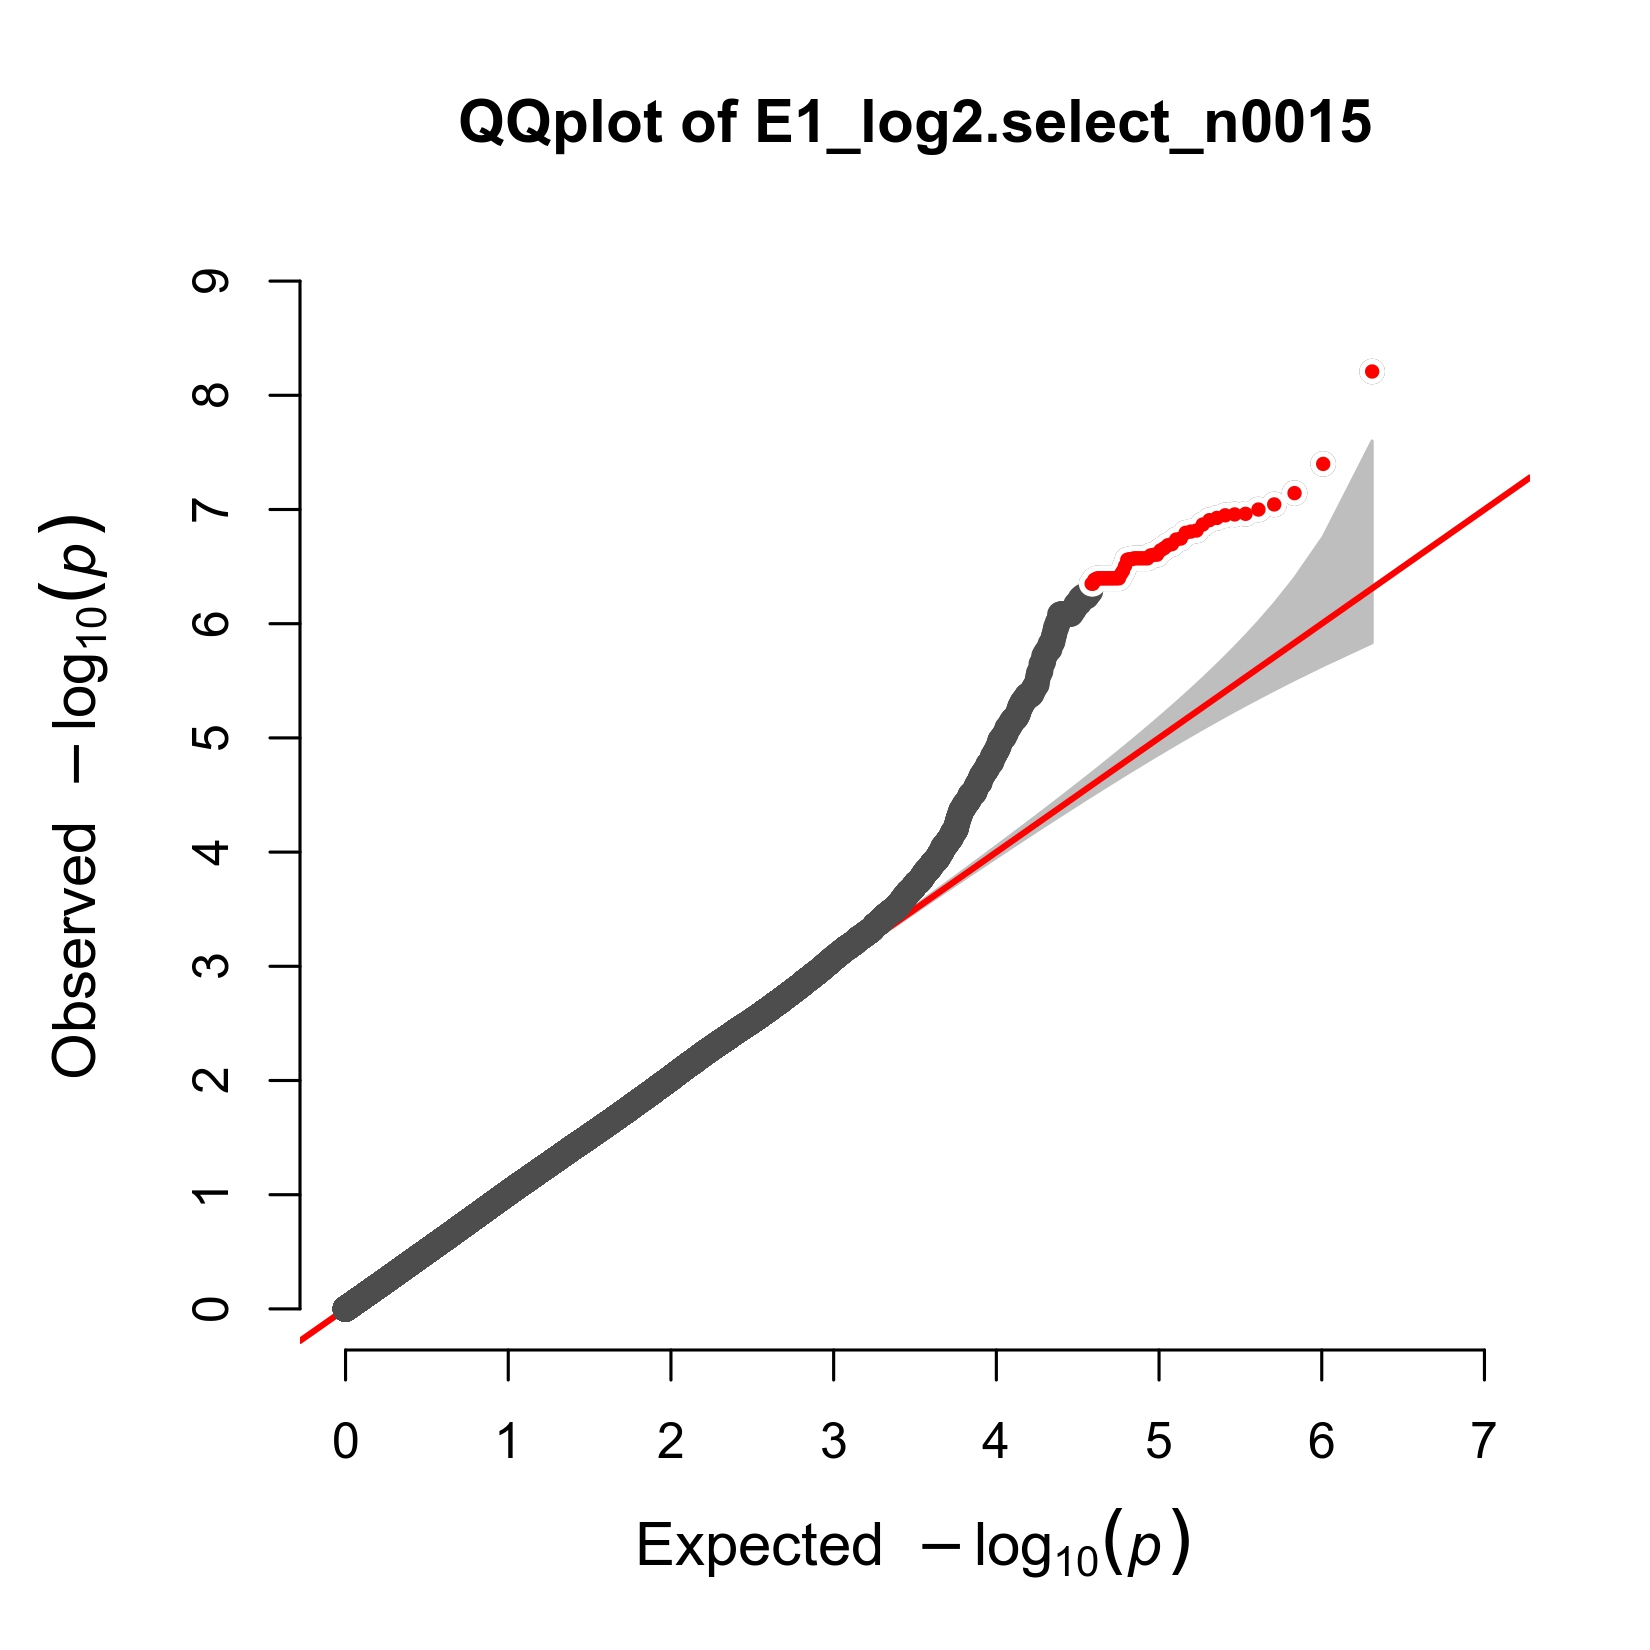 QQplot of E1_log2.select_n0015
Observed −log₁₀(p)
9
8
7
6
5
4
3
2
1
0
0 1 2 3 4 5 6 7
Expected −log₁₀(p)